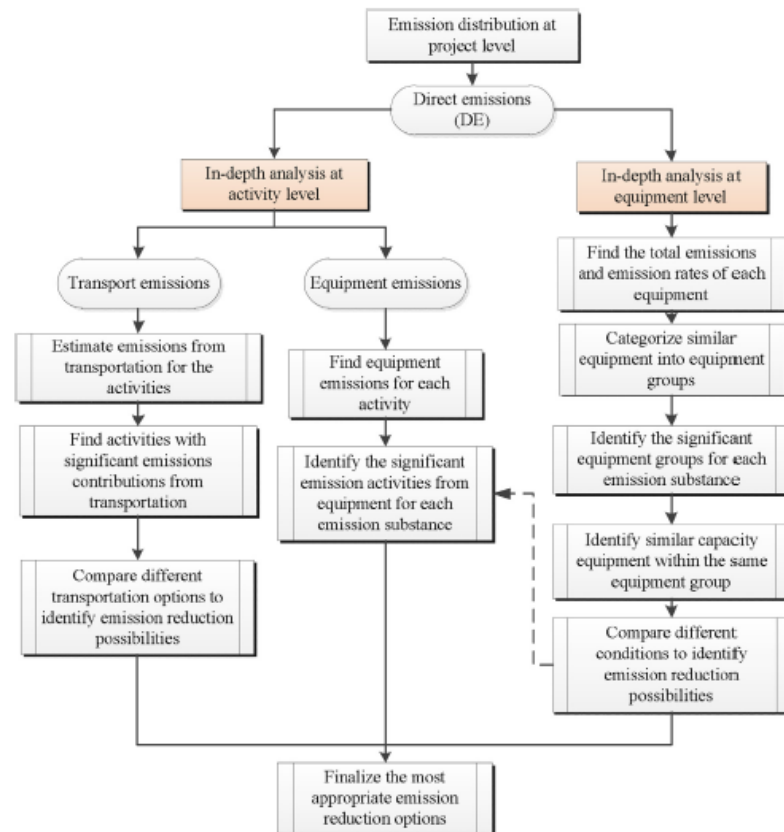 Emission distribution at
project level
Direct emissions
(DE)
In-depth analysis at
activity level
In-depth analysis at
equipment level
Transport emissions
Equipment emissions
Find the total emissions
and emission rates of each
equipment
Estimate emissions from
transportation for the
activities
Find equipment
emissions for each
activity
Categorize similar
equipment into equipment
groups
Find activities with
significant emissions
contributions from
transportation
Identify the significant
emission activities from
equipment for each
emission substance
Identify the significant
equipment groups for each
emission substance
Identify similar capacity
equipment within the same
equipment group
Compare different
transportation options to
identify emission reduction
possibilities
Compare different
conditions to identify
emission reduction
possibilities
Finalize the most
appropriate emission
reduction options